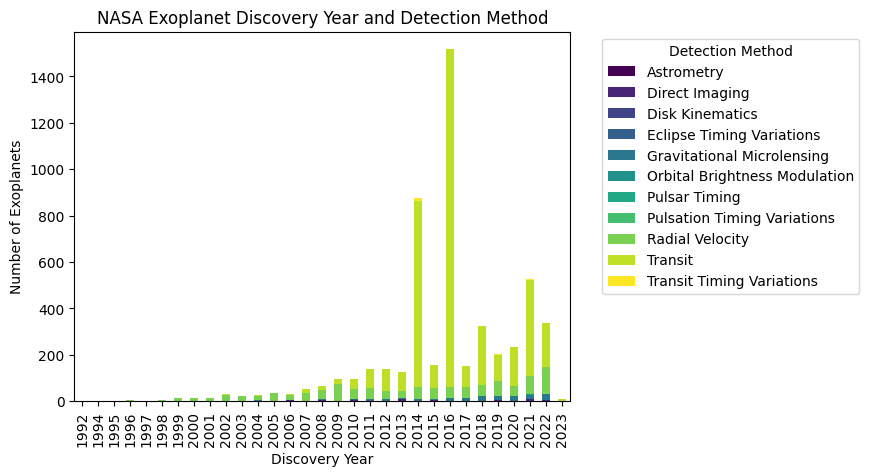 NASA Exoplanet Discovery Year and Detection Method
Number of Exoplanets
1400
1200
1000
800
600
400
200
0
1992
1994
1995
1996
1997
1998
1999
2000
2001
2002
2003
2004
2005
2006
2007
2008
2009
2010
2011
2012
2013
2014
2015
2016
2017
2018
2019
2020
2021
2022
2023
Discovery Year
Detection Method
Astrometry
Direct Imaging
Disk Kinematics
Eclipse Timing Variations
Gravitational Microlensing
Orbital Brightness Modulation
Pulsar Timing
Pulsation Timing Variations
Radial Velocity
Transit
Transit Timing Variations